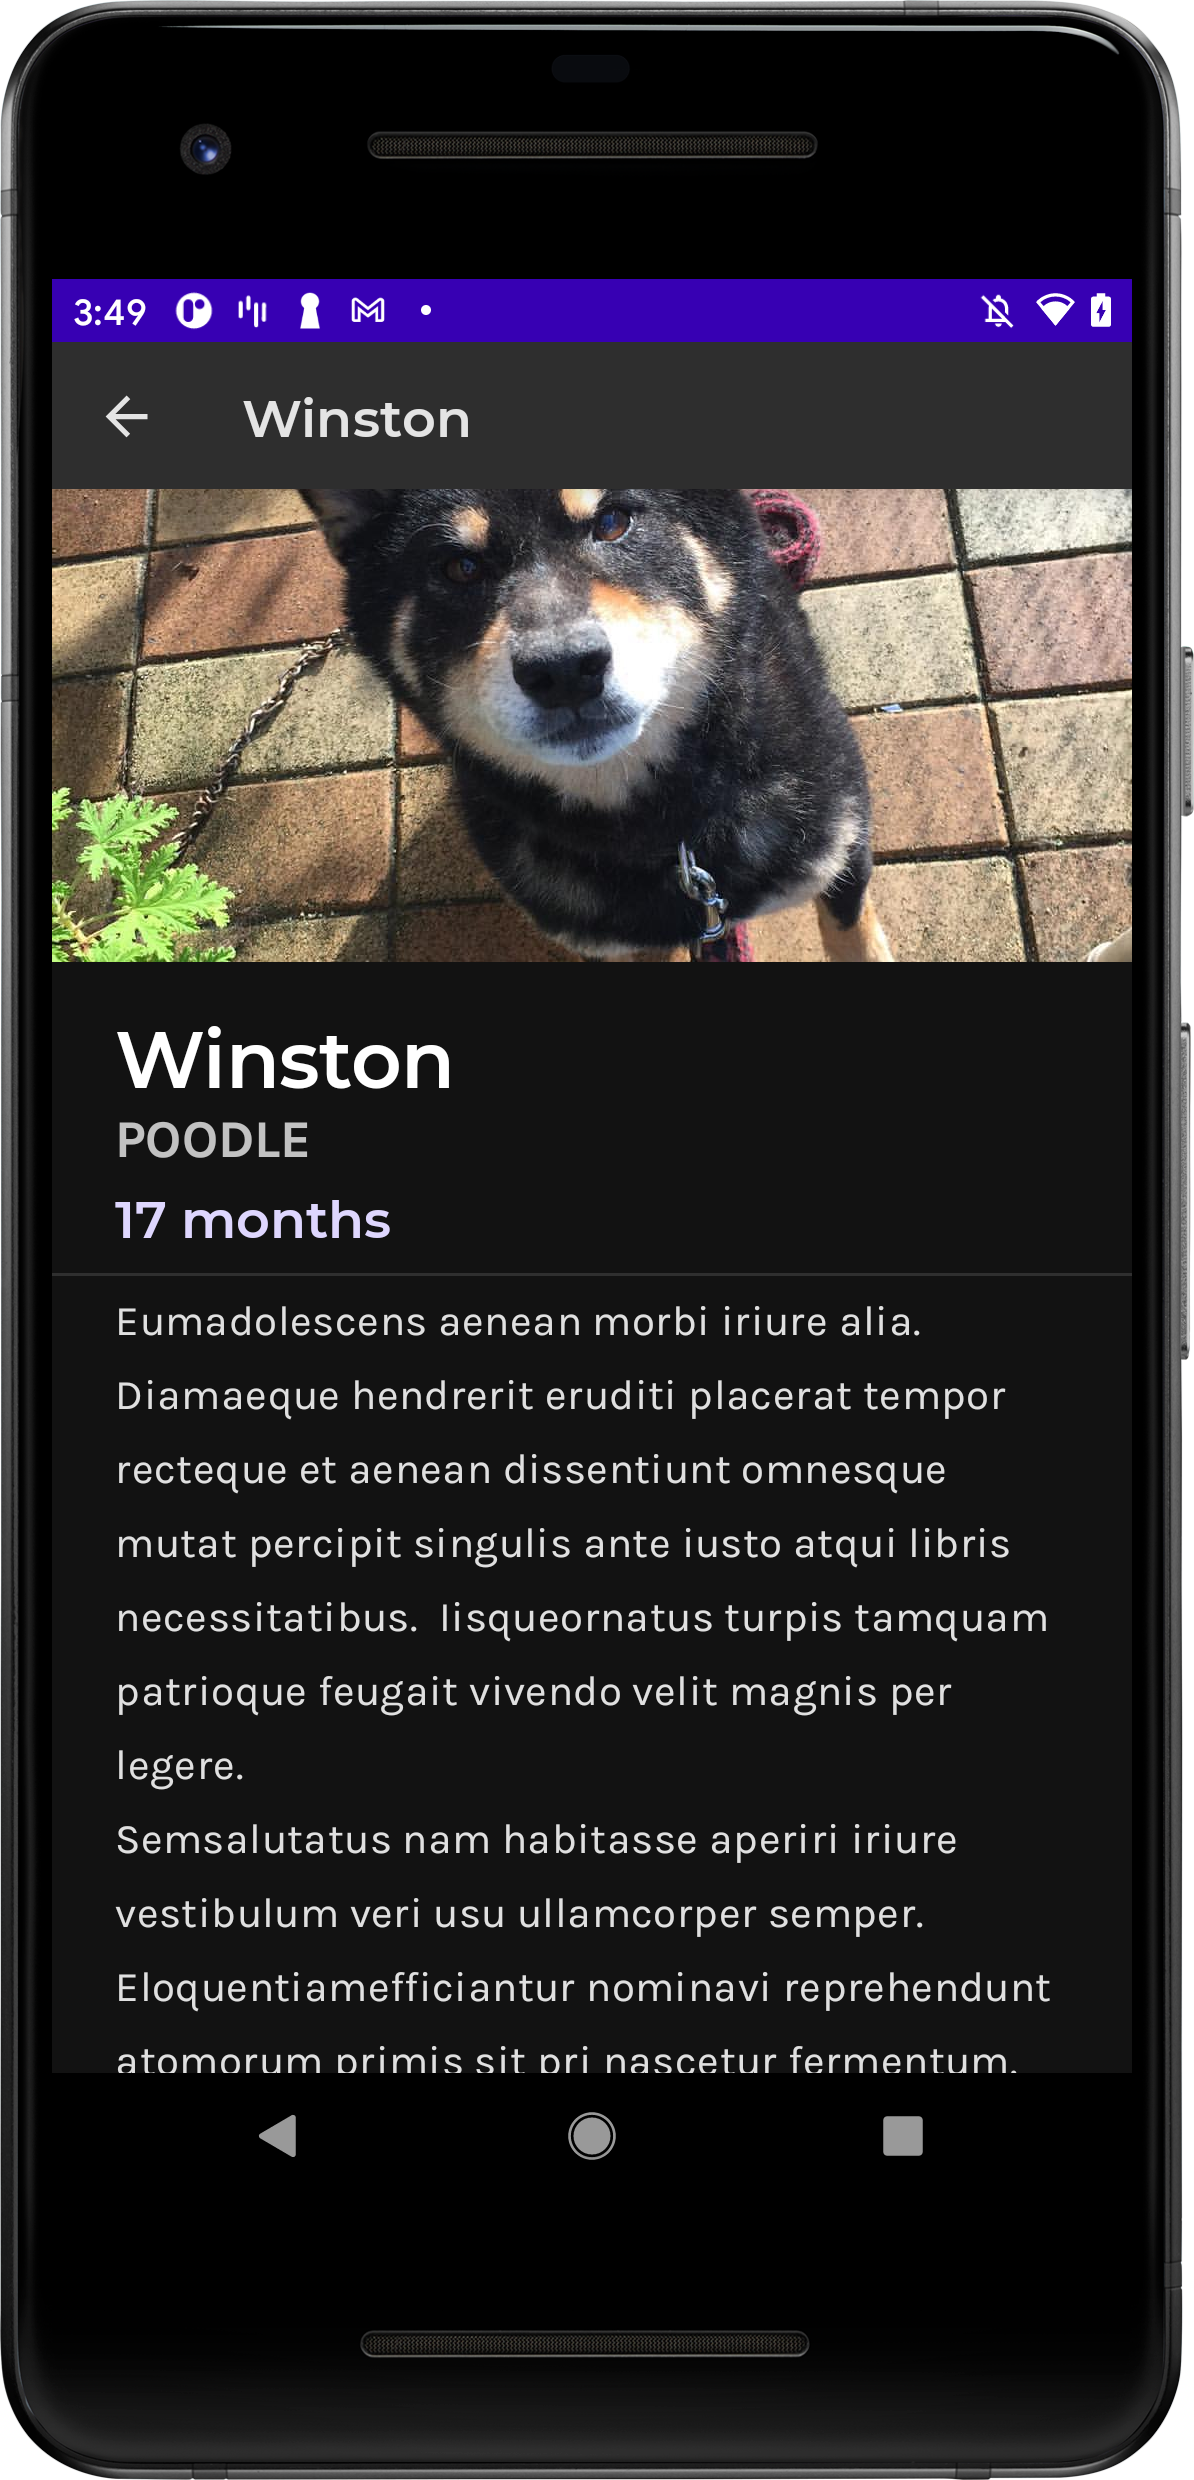 3:49
Winston
Winston
POODLE
17 months
Eumadolescens aenean morbi iriure alia.
Diamaeque hendrerit eruditi placerat tempor
recteque et aenean dissentiunt omnesque
mutat percipit singulis ante iusto atqui libris
necessitatibus.  Iisqueornatus turpis tamquam
patrioque feugait vivendo velit magnis per
legere.
Semsalutatus nam habitasse aperiri iriure
vestibulum veri usu ullamcorper semper.
Eloquentiamefficiantur nominavi reprehendunt
atomorum primis sit pri nascetur fermentum.